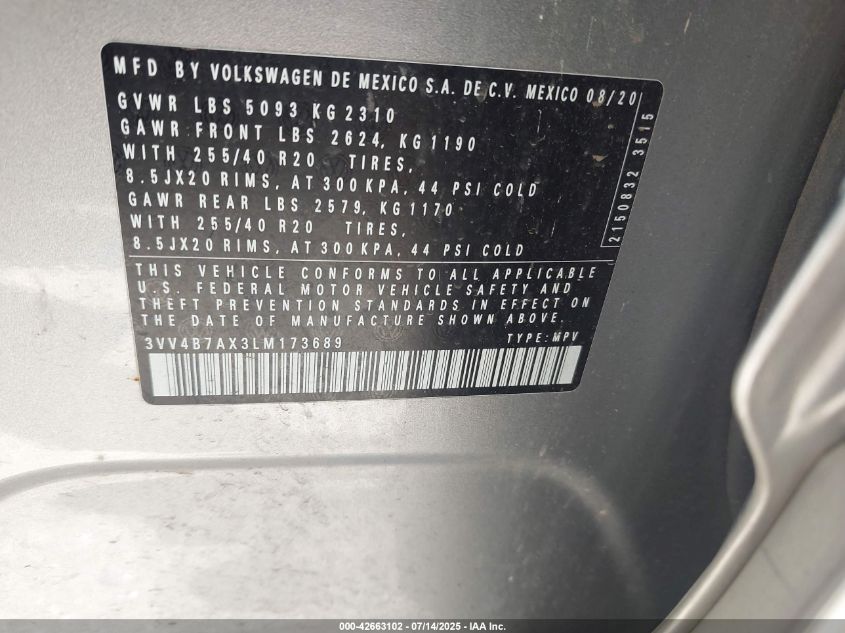 MFD BY VOLKSWAGEN DE MEXICO S.A. DE C.V. MEXICO 08/20
GVWR LBS 5093 KG 2310
GAWR FRONT LBS 2624, KG 1190
WITH 255/40 R20 TIRES,
8.5JX20 RIMS, AT 300 KPA, 44 PSI COLD
GAWR REAR LBS 2579, KG 1170
WITH 255/40 R20 TIRES,
8.5JX20 RIMS, AT 300 KPA, 44 PSI COLD
2150832 3515
THIS VEHICLE CONFORMS TO ALL APPLICABLE
U.S. FEDERAL MOTOR VEHICLE SAFETY AND
THEFT PREVENTION STANDARDS IN EFFECT ON
THE DATE OF MANUFACTURE SHOWN ABOVE.
3VV4B7AX3LM173689 TYPE: MPV
000-42663102 - 07/14/2025 - IAA Inc.